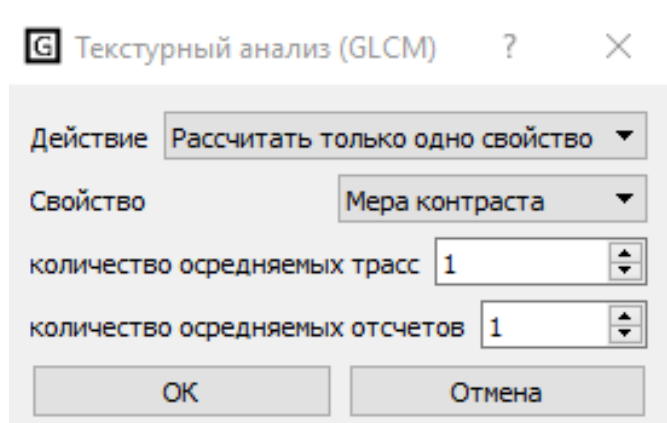 G Текстурный анализ (GLCM) ? ×
Действие Рассчитать только одно свойство
Свойство Мера контраста
количество осредняемых трасс 1
количество осредняемых отсчетов 1
ОК Отмена